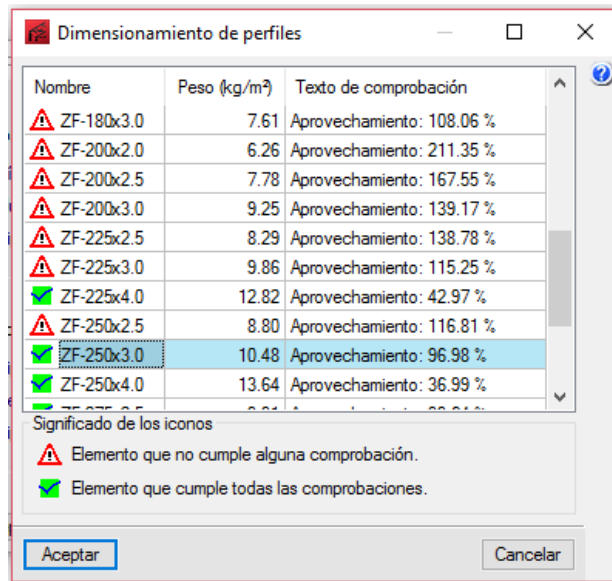 Dimensionamiento de perfiles
Nombre Peso (kg/m²) Texto de comprobación
ZF-180x3.0 7.61 Aprovechamiento: 108.06 %
ZF-200x2.0 6.26 Aprovechamiento: 211.35 %
ZF-200x2.5 7.78 Aprovechamiento: 167.55 %
ZF-200x3.0 9.25 Aprovechamiento: 139.17 %
ZF-225x2.5 8.29 Aprovechamiento: 138.78 %
ZF-225x3.0 9.86 Aprovechamiento: 115.25 %
ZF-225x4.0 12.82 Aprovechamiento: 42.97 %
ZF-250x2.5 8.80 Aprovechamiento: 116.81 %
ZF-250x3.0 10.48 Aprovechamiento: 96.98 %
ZF-250x4.0 13.64 Aprovechamiento: 36.99 %
Significado de los iconos
Elemento que no cumple alguna comprobación.
Elemento que cumple todas las comprobaciones.
Aceptar Cancelar